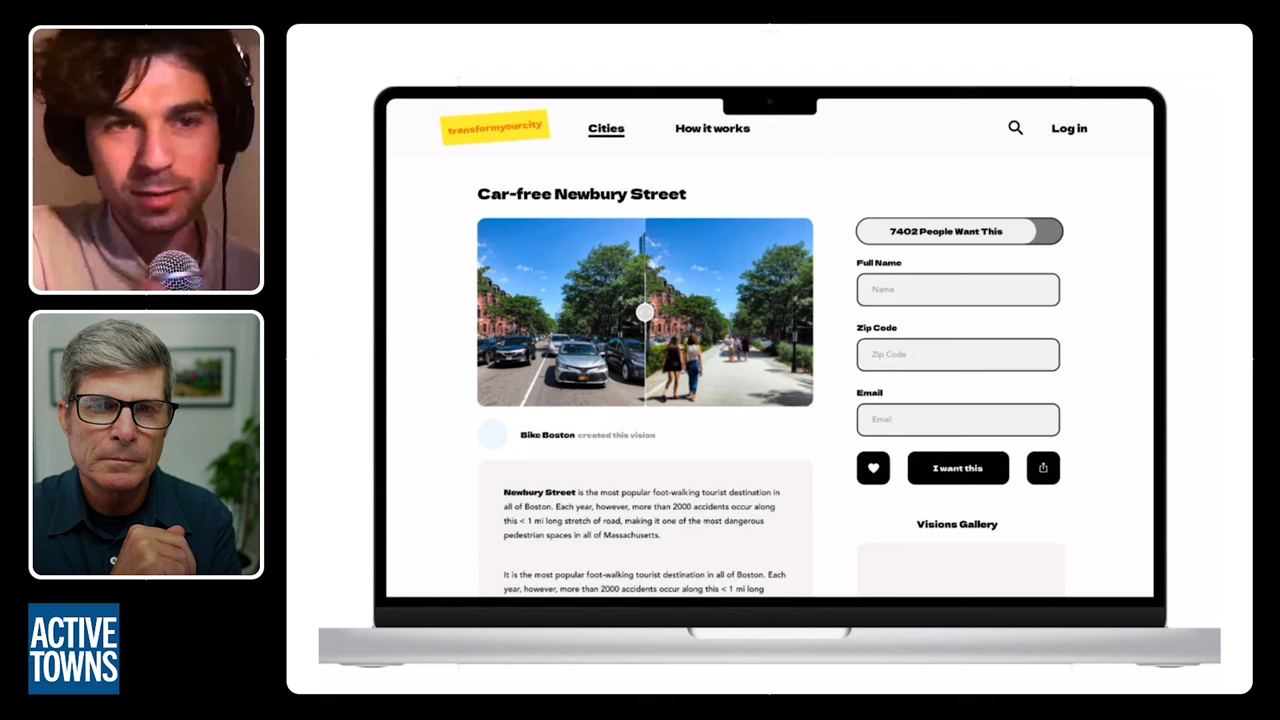 transformyourcity
Cities
How it works
Log in
Car-free Newbury Street
7402 People Want This
Full Name
Name
Zip Code
Zip Code
Email
Email
I want this
Bike Boston created this vision
Newbury Street is the most popular foot-walking tourist destination in
all of Boston. Each year, however, more than 2000 accidents occur along
this < 1 mi long stretch of road, making it one of the most dangerous
pedestrian spaces in all of Massachusetts.
It is the most popular foot-walking tourist destination in all of Boston. Each
year, however, more than 2000 accidents occur along this < 1 mi long
Visions Gallery
ACTIVE
TOWNS